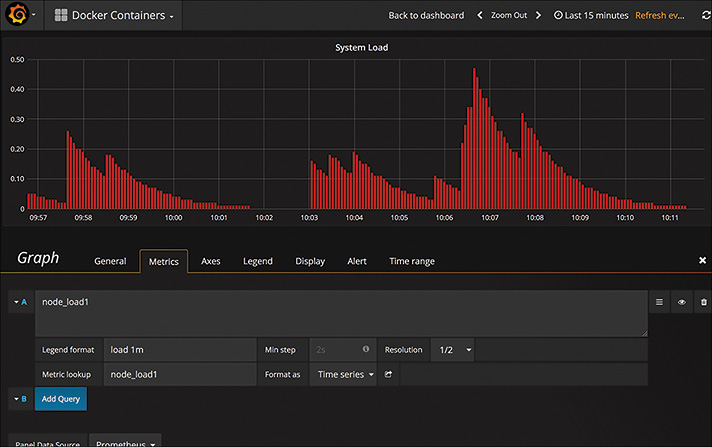 Docker Containers
Back to dashboard
Zoom Out
Last 15 minutes
Refresh ev...
System Load
0.50
0.40
0.30
0.20
0.10
0
09:57 09:58 09:59 10:00 10:01 10:02 10:03 10:04 10:05 10:06 10:07 10:08 10:09 10:10 10:11
Graph General Metrics Axes Legend Display Alert Time range
A node_load1
Legend format load 1m Min step 2s Resolution 1/2
Metric lookup node_load1 Format as Time series
B Add Query
Panel Data Source Prometheus